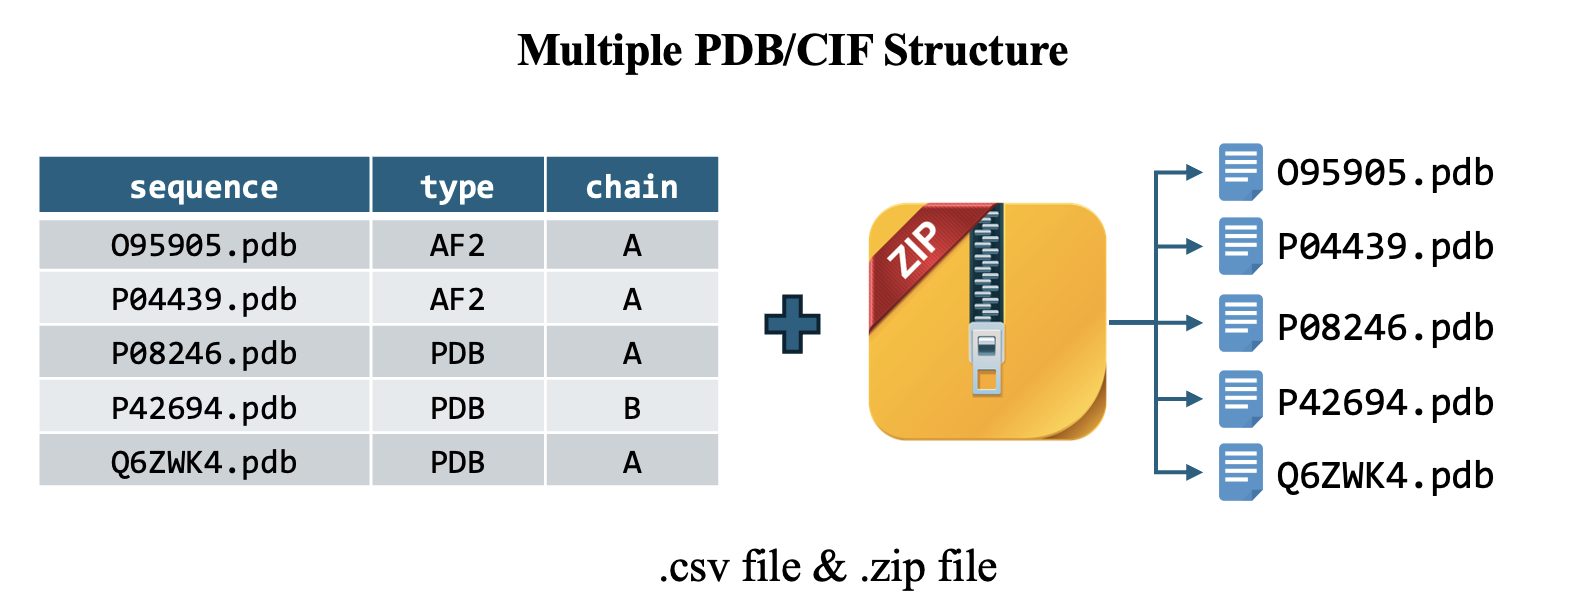 Multiple PDB/CIF Structure
sequence type chain
O95905.pdb AF2 A
P04439.pdb AF2 A
P08246.pdb PDB A
P42694.pdb PDB B
Q6ZWK4.pdb PDB A
ZIP
O95905.pdb
P04439.pdb
P08246.pdb
P42694.pdb
Q6ZWK4.pdb
.csv file & .zip file